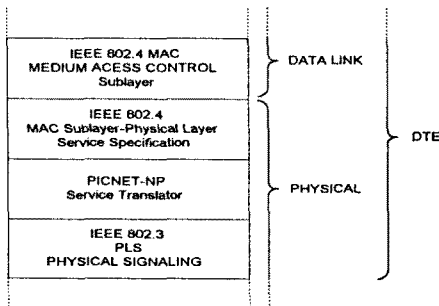 IEEE 802.4 MAC
MEDIUM ACESS CONTROL
Sublayer
DATA LINK
IEEE 802.4
MAC Sublayer-Physical Layer
Service Specification
DTE
PICNET-NP
Service Translator
PHYSICAL
IEEE 802.3
PLS
PHYSICAL SIGNALING